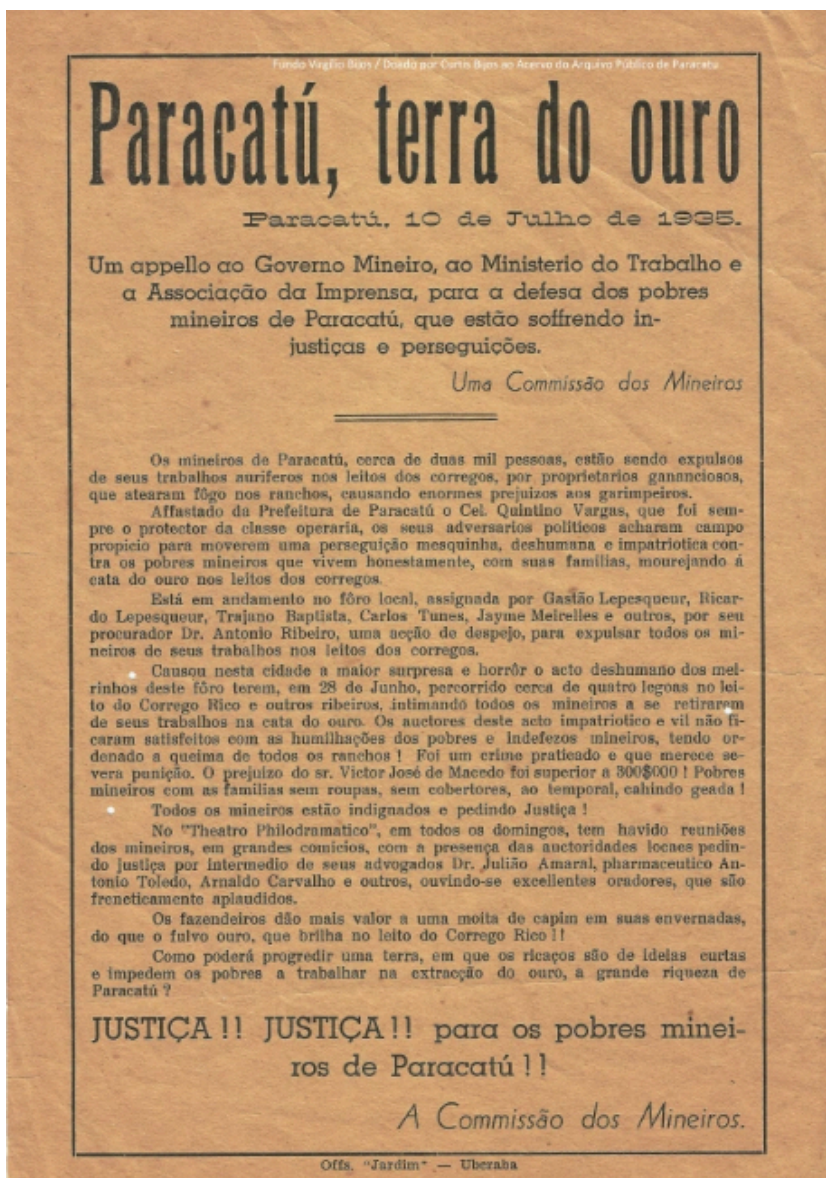 Fundo Virgílio Bijos / Doado por Curtis Bijos ao Acervo do Arquivo Público de Paracatu
Paracatú, terra do ouro
Paracatú, 10 de Julho de 1935.
Um appello ao Governo Mineiro, ao Ministerio do Trabalho e
a Associação da Imprensa, para a defesa dos pobres
mineiros de Paracatú, que estão soffrendo in-
justiças e perseguições.
Uma Commissão dos Mineiros
Os mineiros de Paracatú, cerca de duas mil pessoas, estão sendo expulsos
de seus trabalhos auriferos nos leitos dos corregos, por proprietarios gananciosos,
que atearam fôgo nos ranchos, causando enormes prejuizos aos garimpeiros.
Affastado da Prefeitura de Paracatú o Cel. Quintino Vargas, que foi sem-
pre o protector da classe operaria, os seus adversarios politicos acharam campo
propicio para moverem uma perseguição mesquinha, deshumana e impatriotica con-
tra os pobres mineiros que vivem honestamente, com suas familias, mourejando á
cata do ouro nos leitos dos corregos.
Está em andamento no fôro local, assignada por Gastão Lepesqueur, Ricar-
do Lepesqueur, Trajano Baptista, Carlos Tunes, Jayme Meirelles e outros, por seu
procurador Dr. Antonio Ribeiro, uma acção de despejo, para expulsar todos os mi-
neiros de seus trabalhos nos leitos dos corregos.
Causou nesta cidade a maior surpresa e horrôr o acto deshumano dos mei-
rinhos deste fôro terem, em 28 de Junho, percorrido cerca de quatro legoas no lei-
to do Corrego Rico e outros ribeiros, intimando todos os mineiros a se retirarem
de seus trabalhos na cata do ouro. Os auctores deste acto impatriotico e vil não fi-
caram satisfeitos com as humilhações dos pobres e indefezos mineiros, tendo or-
denado a queima de todos os ranchos ! Foi um crime praticado e que merece se-
vera punição. O prejuizo do sr. Victor José de Macedo foi superior a 300$000 ! Pobres
mineiros com as familias sem roupas, sem cobertores, ao temporal, cahindo geada !
Todos os mineiros estão indignados e pedindo Justiça !
No "Theatro Philodramatico", em todos os domingos, tem havido reuniões
dos mineiros, em grandes comicios, com a presença das auctoridades locaes pedin-
do justiça por intermedio de seus advogados Dr. Julião Amaral, pharmaceutico An-
tonio Toledo, Arnaldo Carvalho e outros, ouvindo-se excellentes oradores, que são
freneticamente aplaudidos.
Os fazendeiros dão mais valor a uma moita de capim em suas envernadas,
do que o fulvo ouro, que brilha no leito do Corrego Rico ! !
Como poderá progredir uma terra, em que os ricaços são de ideias curtas
e impedem os pobres a trabalhar na extracção do ouro, a grande riqueza de
Paracatú ?
JUSTIÇA ! ! JUSTIÇA ! ! para os pobres minei-
ros de Paracatú ! !
A Commissão dos Mineiros.
Offs. "Jardim" — Uberaba